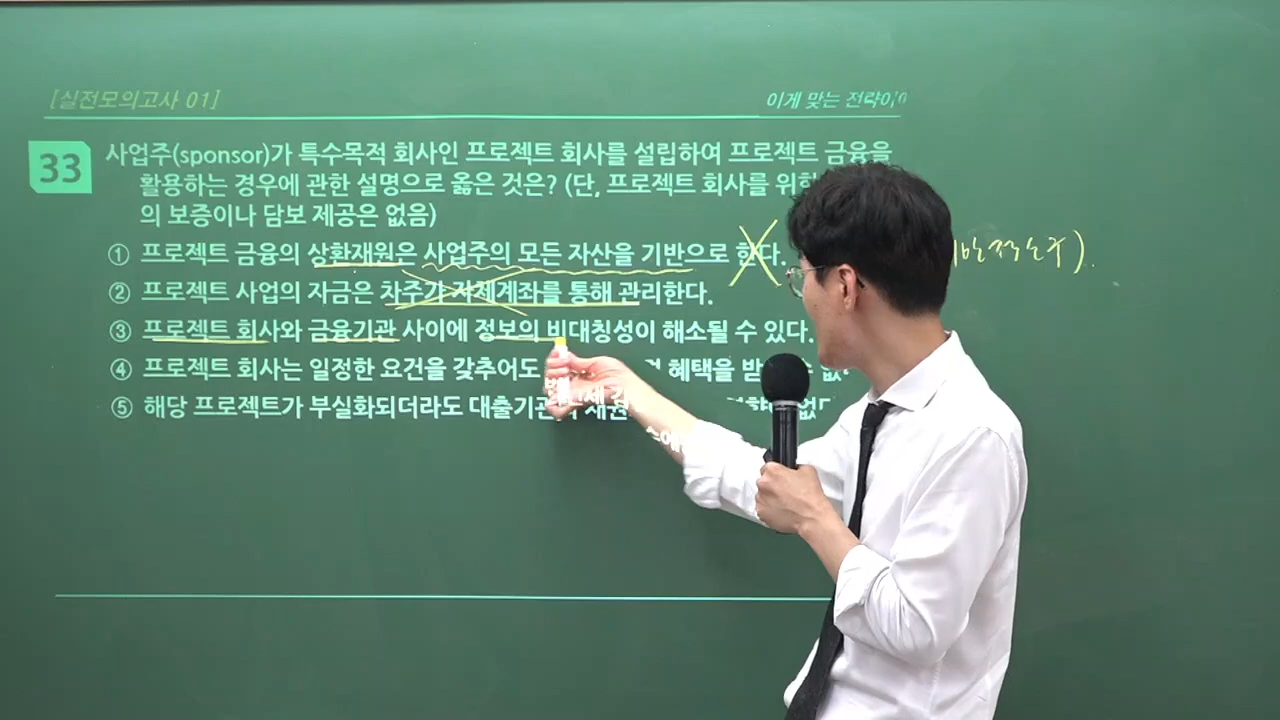 [실전모의고사 01]
이게 맞는 전략이
33
사업주(sponsor)가 특수목적 회사인 프로젝트 회사를 설립하여 프로젝트 금융을
활용하는 경우에 관한 설명으로 옳은 것은? (단, 프로젝트 회사를 위한
의 보증이나 담보 제공은 없음)
① 프로젝트 금융의 상환재원은 사업주의 모든 자산을 기반으로 한다.
② 프로젝트 사업의 자금은 차주가 자체계좌를 통해 관리한다.
③ 프로젝트 회사와 금융기관 사이에 정보의 비대칭성이 해소될 수 있다.
④ 프로젝트 회사는 일정한 요건을 갖추어도 혜택을 받을
⑤ 해당 프로젝트가 부실화되더라도 대출기관